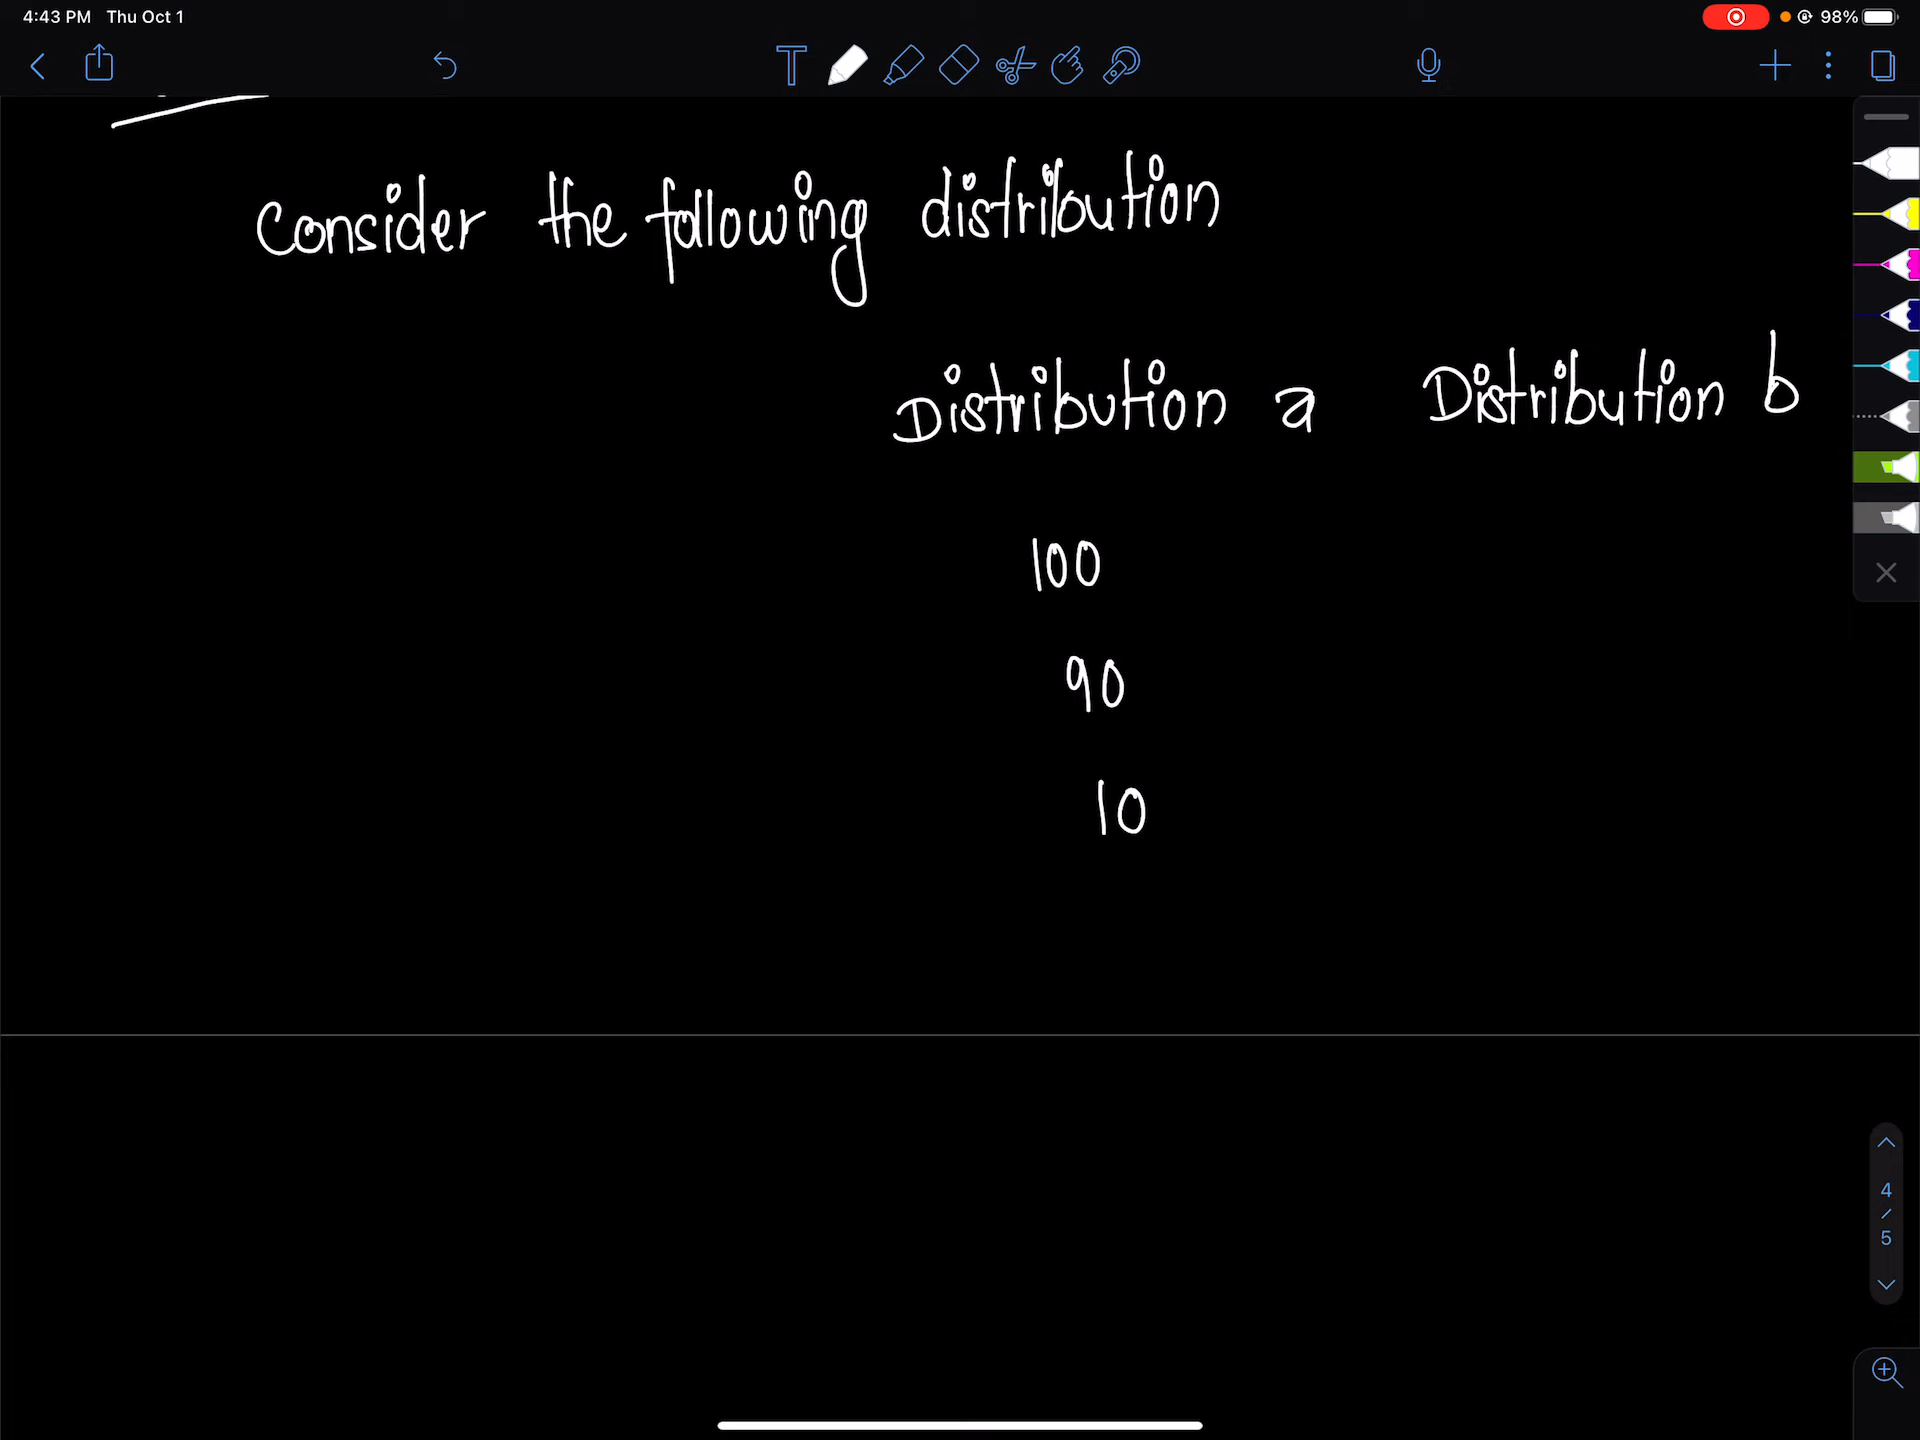 4:43 PM Thu Oct 1
98%
Consider the following distribution
Distribution a Distribution b
100
90
10
4
/
5